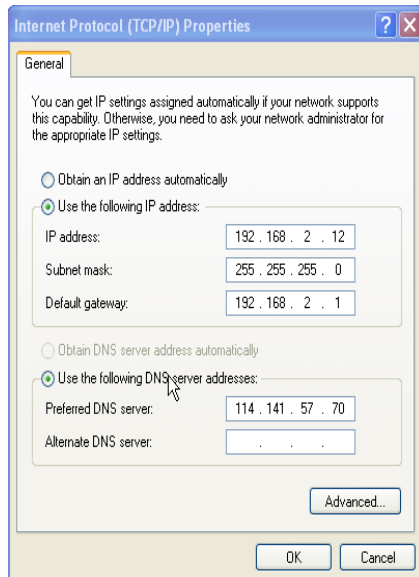 Internet Protocol (TCP/IP) Properties
General
You can get IP settings assigned automatically if your network supports
this capability. Otherwise, you need to ask your network administrator for
the appropriate IP settings.
Obtain an IP address automatically
Use the following IP address:
IP address: 192 . 168 . 2 . 12
Subnet mask: 255 . 255 . 255 . 0
Default gateway: 192 . 168 . 2 . 1
Obtain DNS server address automatically
Use the following DNS server addresses:
Preferred DNS server: 114 . 141 . 57 . 70
Alternate DNS server: . . .
Advanced...
OK Cancel